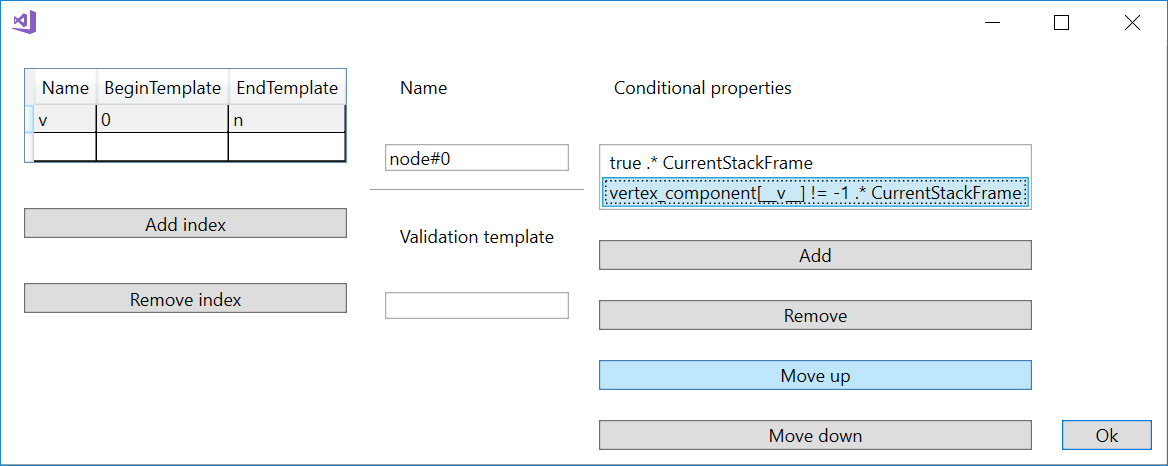 Name BeginTemplate EndTemplate
v 0 n
Add index
Remove index
Name
node#0
Validation template
Conditional properties
true .* CurrentStackFrame
vertex_component[__v__] != -1 .* CurrentStackFrame
Add
Remove
Move up
Move down
Ok